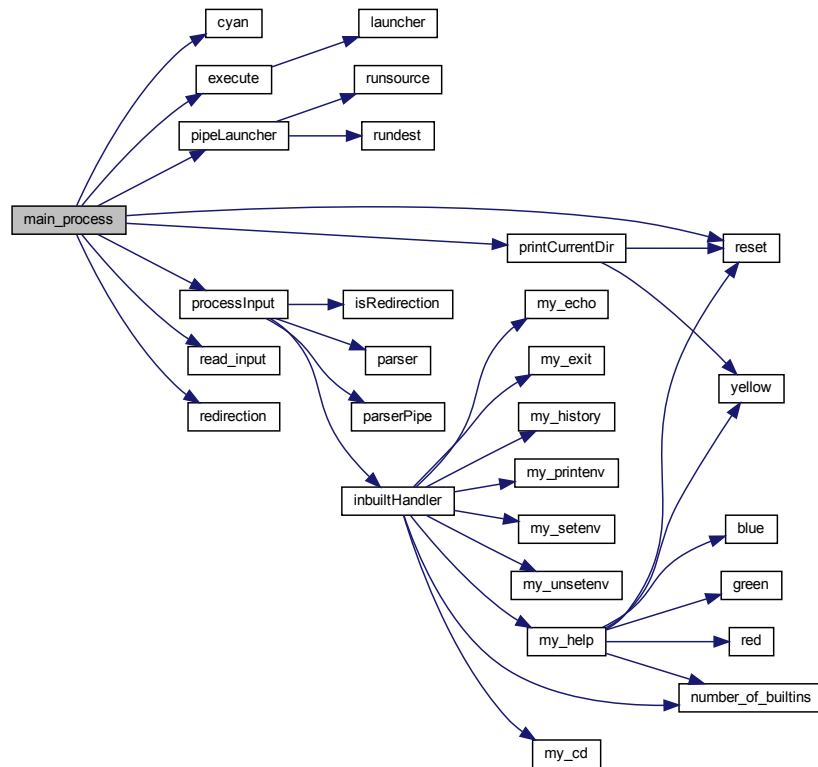 cyan
launcher
execute
runsource
pipeLauncher
rundest
main_process
printCurrentDir
reset
processInput
isRedirection
my_echo
read_input
parser
my_exit
yellow
redirection
parserPipe
my_history
my_printenv
inbuiltHandler
my_setenv
blue
my_unsetenv
green
my_help
red
number_of_builtins
my_cd